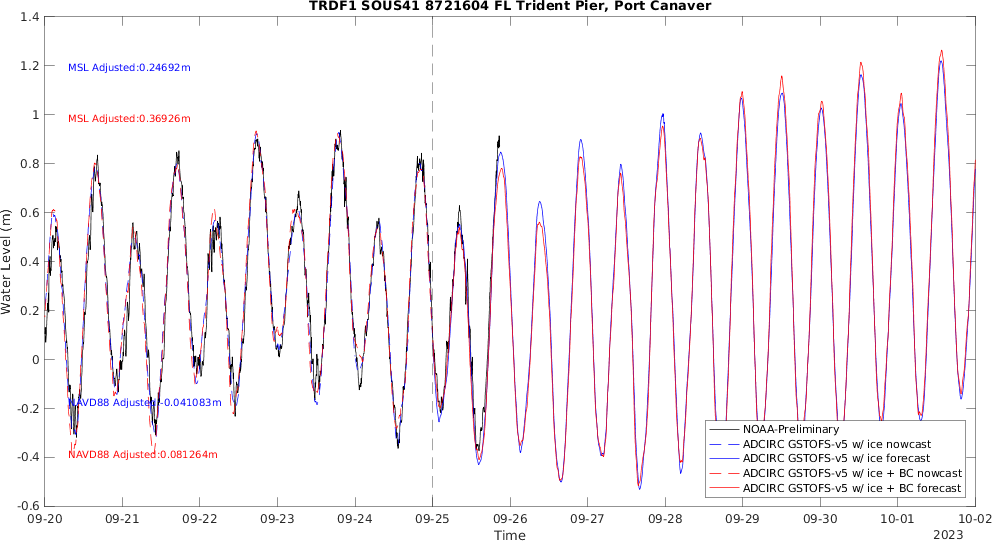 TRDF1 SOUS41 8721604 FL Trident Pier, Port Canaver
Water Level (m)
1.4
1.2
1
0.8
0.6
0.4
0.2
0
-0.2
-0.4
-0.6
MSL Adjusted:0.24692m
MSL Adjusted:0.36926m
NAVD88 Adjusted:-0.041083m
NAVD88 Adjusted:0.081264m
NOAA-Preliminary
ADCIRC GSTOFS-v5 w/ ice nowcast
ADCIRC GSTOFS-v5 w/ ice forecast
ADCIRC GSTOFS-v5 w/ ice + BC nowcast
ADCIRC GSTOFS-v5 w/ ice + BC forecast
09-20 09-21 09-22 09-23 09-24 09-25 09-26 09-27 09-28 09-29 09-30 10-01 10-02
Time
2023